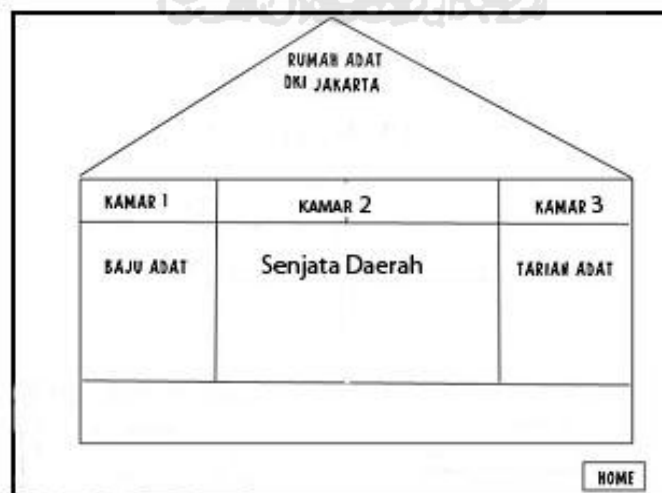 RUMAH ADAT
DKI JAKARTA
KAMAR 1
KAMAR 2
KAMAR 3
BAJU ADAT
Senjata Daerah
TARIAN ADAT
HOME